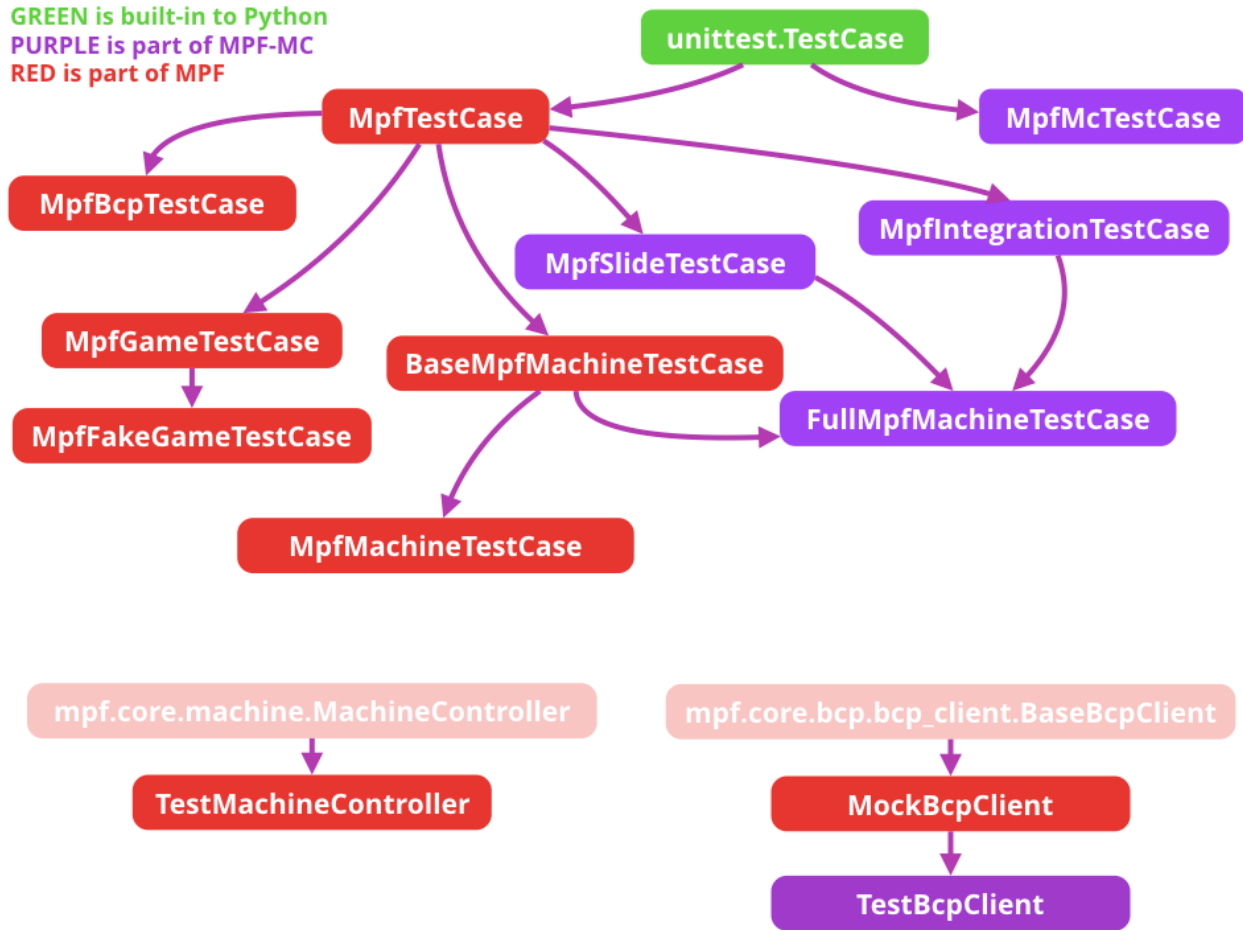 GREEN is built-in to Python
PURPLE is part of MPF-MC
RED is part of MPF
unittest.TestCase
MpfTestCase
MpfMcTestCase
MpfBcpTestCase
MpfIntegrationTestCase
MpfSlideTestCase
MpfGameTestCase
BaseMpfMachineTestCase
FullMpfMachineTestCase
MpfFakeGameTestCase
MpfMachineTestCase
mpf.core.machine.MachineController
mpf.core.bcp.bcp_client.BaseBcpClient
TestMachineController
MockBcpClient
TestBcpClient